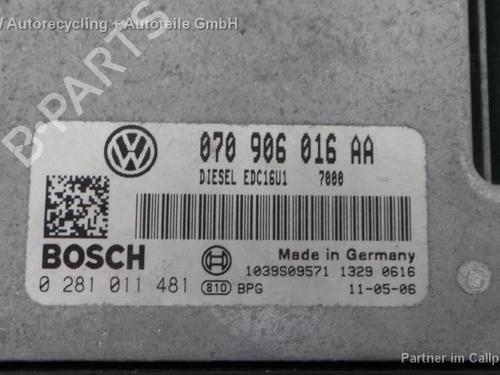 W Autorecycling + Autoteile GbR
B-PARTS
070 906 016 AA
DIESEL EDC16U1 7000
BOSCH
Made in Germany
1039S09571 1329 0616
0 281 011 481
810 BPG 11-05-06
Partner im Callp